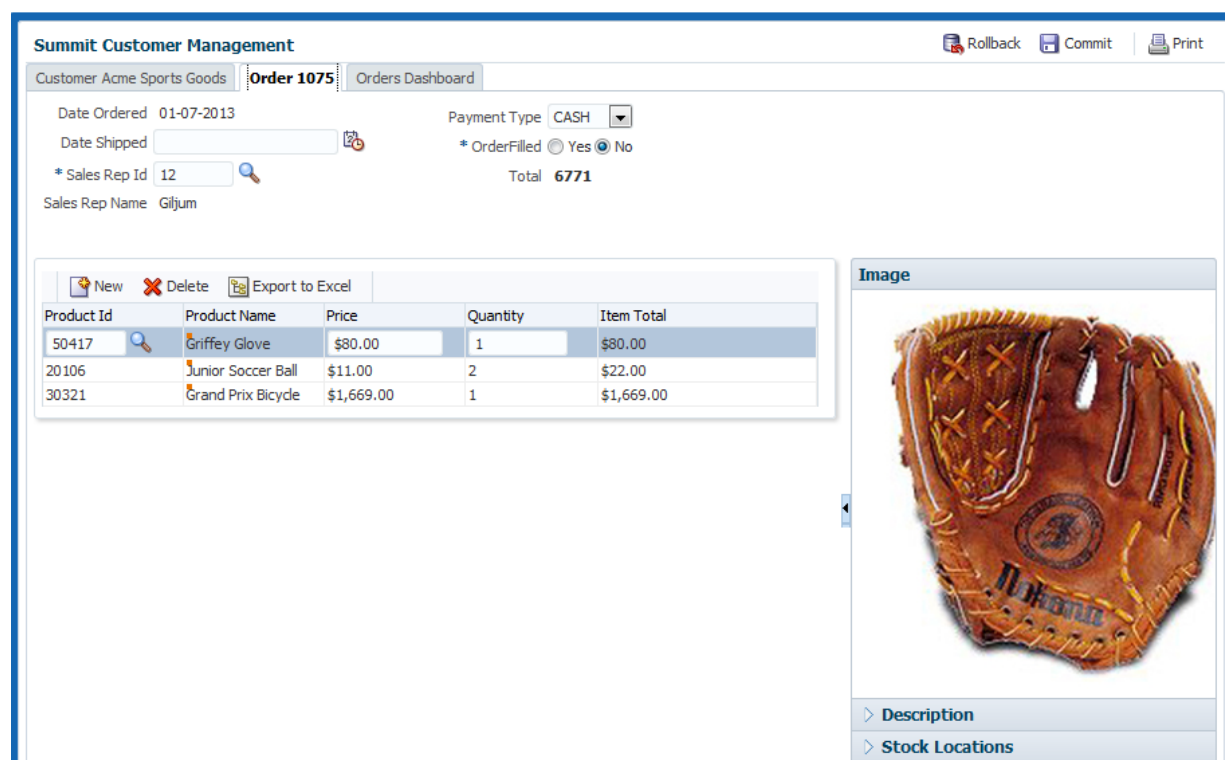 Summit Customer Management
Rollback Commit Print
Customer Acme Sports Goods Order 1075 Orders Dashboard
Date Ordered 01-07-2013
Payment Type CASH
Date Shipped
* OrderFilled Yes No
* Sales Rep Id 12
Total 6771
Sales Rep Name Giljum
New Delete Export to Excel
Image
Product Id Product Name Price Quantity Item Total
50417 Griffey Glove $80.00 1 $80.00
20106 Junior Soccer Ball $11.00 2 $22.00
30321 Grand Prix Bicycle $1,669.00 1 $1,669.00
Nokona
Description
Stock Locations